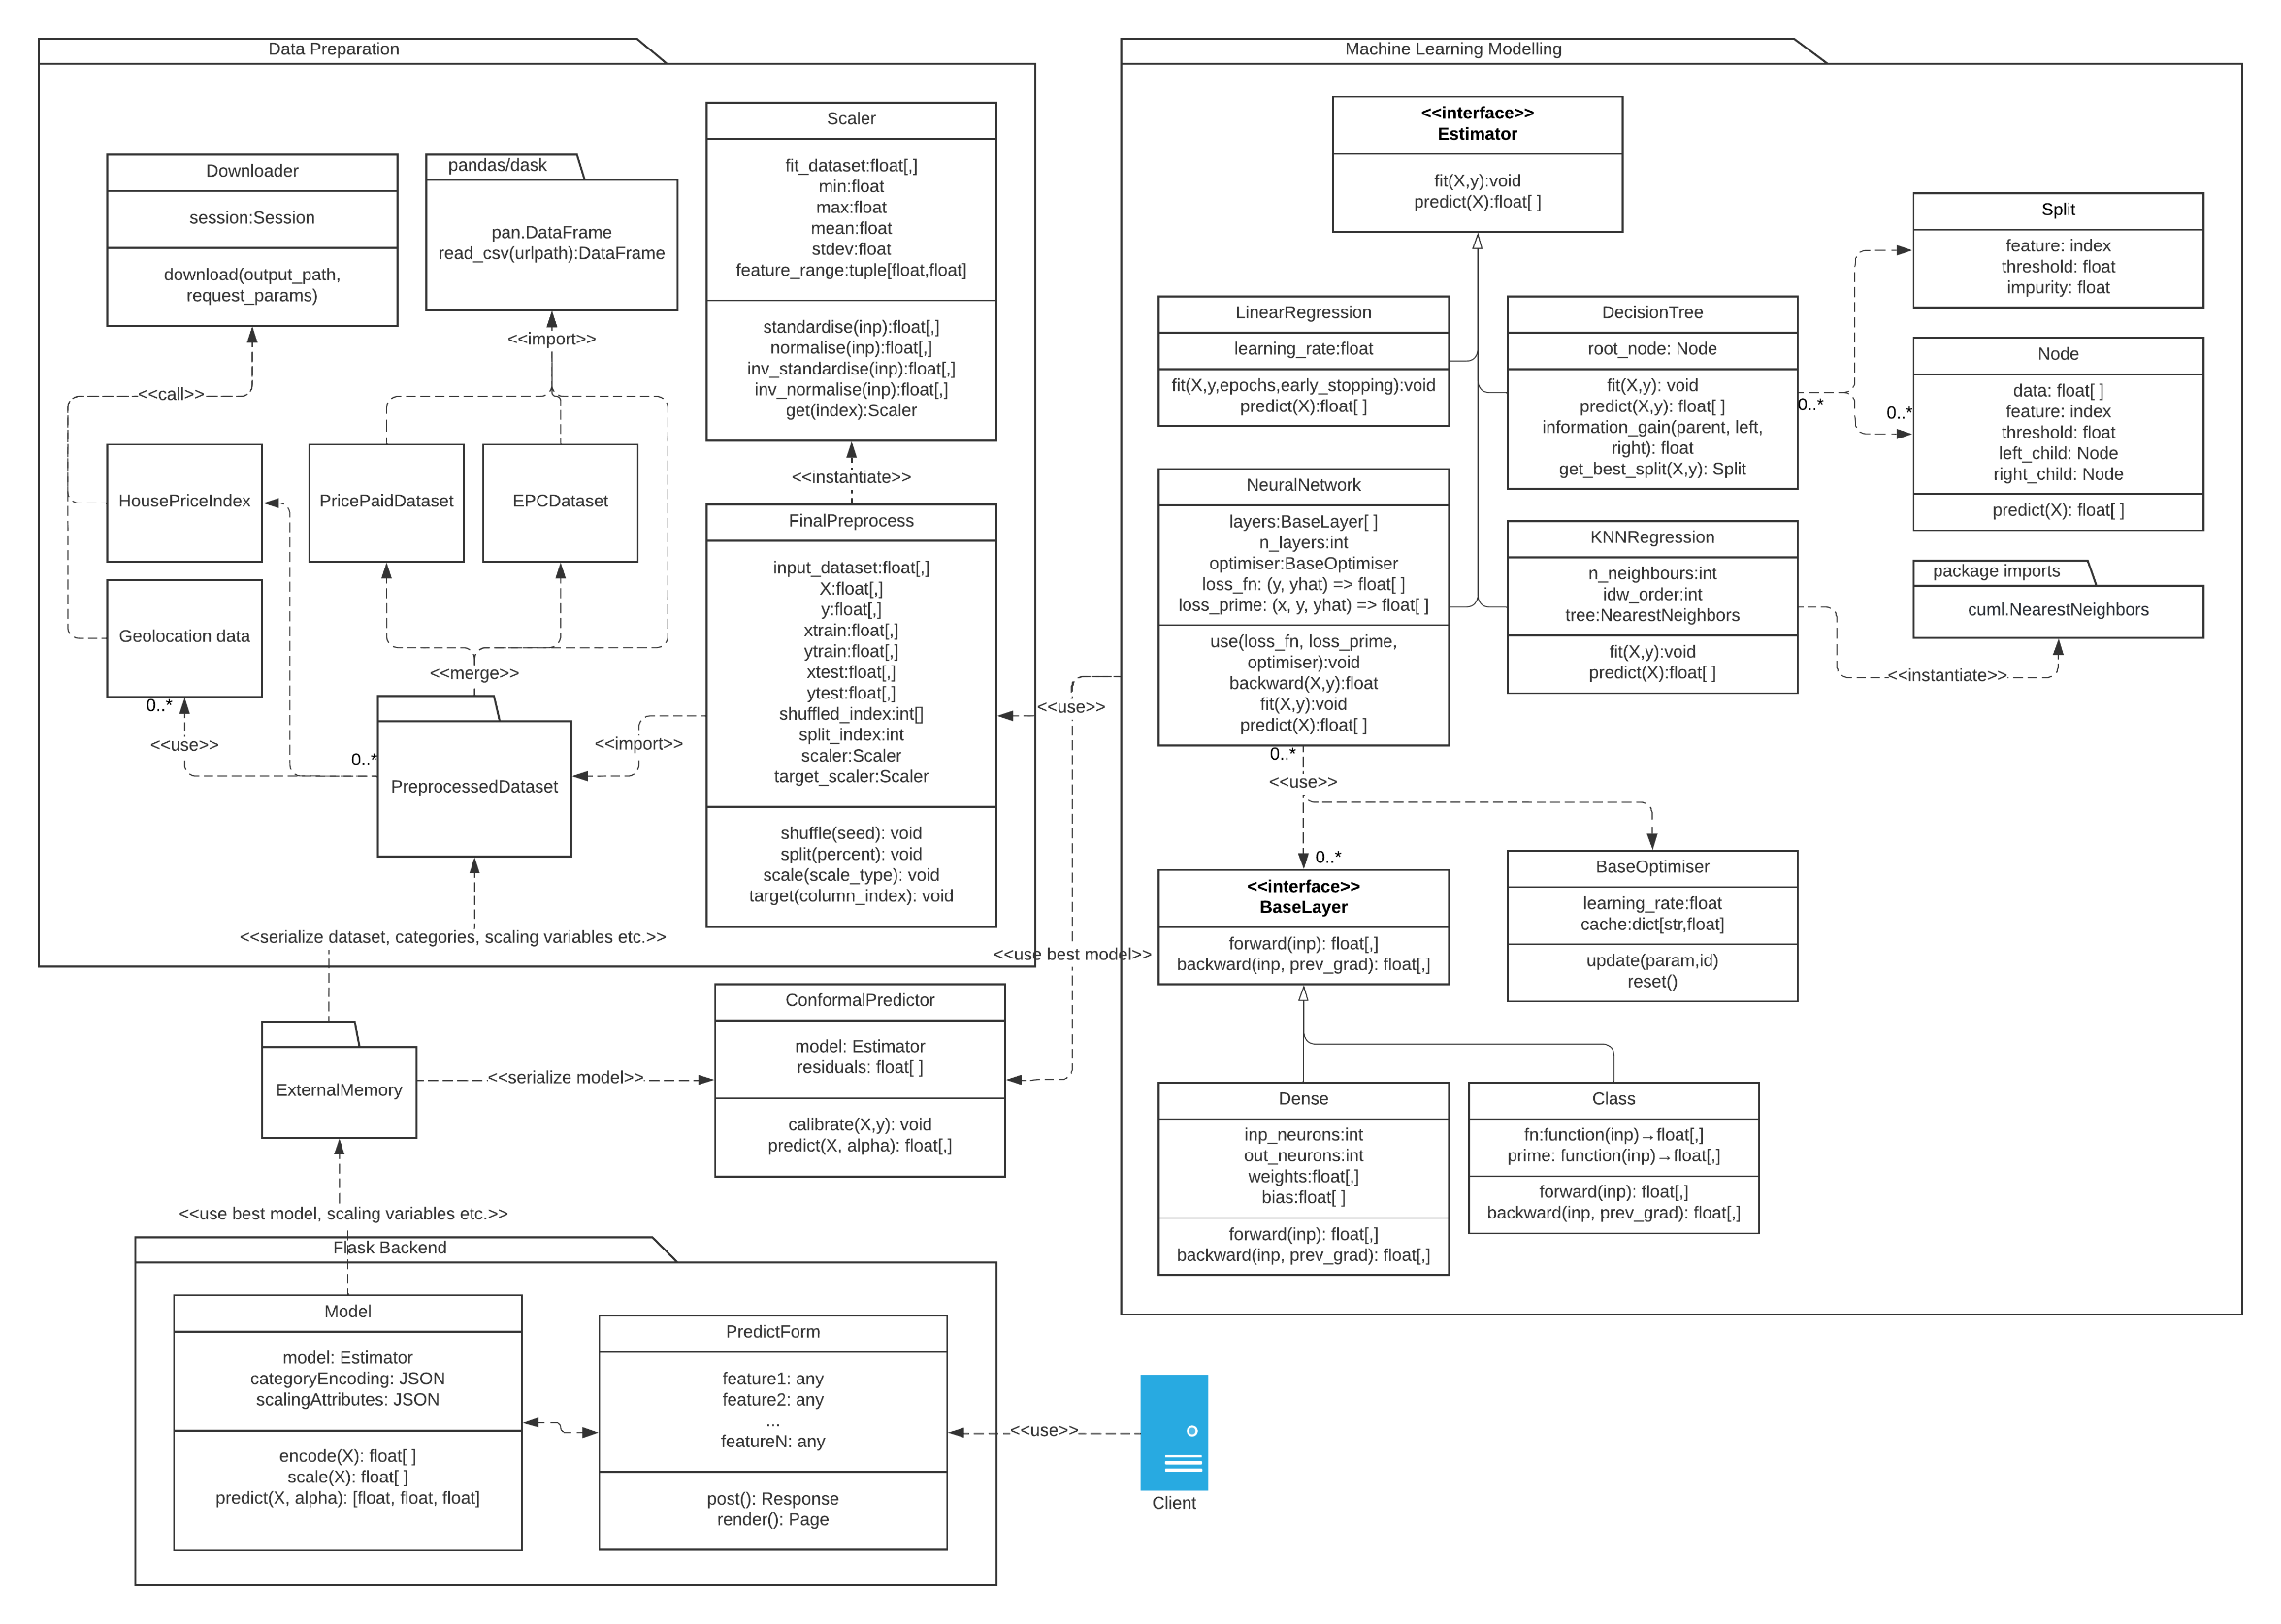 Data Preparation
Downloader
session:Session
download(output_path,
request_params)
pandas/dask
pan.DataFrame
read_csv(urlpath):DataFrame
Scaler
fit_dataset:float[,]
min:float
max:float
mean:float
stdev:float
feature_range:tuple[float,float]
standardise(inp):float[,]
normalise(inp):float[,]
inv_standardise(inp):float[,]
inv_normalise(inp):float[,]
get(index):Scaler
<<call>>
<<import>>
<<instantiate>>
HousePriceIndex
PricePaidDataset
EPCDataset
Geolocation data
0..*
<<use>>
<<merge>>
0..*
PreprocessedDataset
<<import>>
FinalPreprocess
input_dataset:float[,]
X:float[,]
y:float[,]
xtrain:float[,]
ytrain:float[,]
xtest:float[,]
ytest:float[,]
shuffled_index:int[]
split_index:int
scaler:Scaler
target_scaler:Scaler
shuffle(seed): void
split(percent): void
scale(scale_type): void
target(column_index): void
<<serialize dataset, categories, scaling variables etc.>>
<<use>>
<<use best model>>
Machine Learning Modelling
<<interface>>
Estimator
fit(X,y):void
predict(X):float[ ]
LinearRegression
learning_rate:float
fit(X,y,epochs,early_stopping):void
predict(X):float[ ]
DecisionTree
root_node: Node
fit(X,y): void
predict(X,y): float[ ]
information_gain(parent, left,
right): float
get_best_split(X,y): Split
0..*
0..*
Split
feature: index
threshold: float
impurity: float
Node
data: float[ ]
feature: index
threshold: float
left_child: Node
right_child: Node
predict(X): float[ ]
NeuralNetwork
layers:BaseLayer[ ]
n_layers:int
optimiser:BaseOptimiser
loss_fn: (y, yhat) => float[ ]
loss_prime: (x, y, yhat) => float[ ]
use(loss_fn, loss_prime,
optimiser):void
backward(X,y):float
fit(X,y):void
predict(X):float[ ]
KNNRegression
n_neighbours:int
idw_order:int
tree:NearestNeighbors
fit(X,y):void
predict(X):float[ ]
package imports
cuml.NearestNeighbors
<<instantiate>>
0..*
<<use>>
0..*
<<interface>>
BaseLayer
forward(inp): float[,]
backward(inp, prev_grad): float[,]
BaseOptimiser
learning_rate:float
cache:dict[str,float]
update(param,id)
reset()
Dense
inp_neurons:int
out_neurons:int
weights:float[,]
bias:float[ ]
forward(inp): float[,]
backward(inp, prev_grad): float[,]
Class
fn:function(inp)→float[,]
prime: function(inp)→float[,]
forward(inp): float[,]
backward(inp, prev_grad): float[,]
ExternalMemory
<<serialize model>>
ConformalPredictor
model: Estimator
residuals: float[ ]
calibrate(X,y): void
predict(X, alpha): float[,]
<<use best model, scaling variables etc.>>
Flask Backend
Model
model: Estimator
categoryEncoding: JSON
scalingAttributes: JSON
encode(X): float[ ]
scale(X): float[ ]
predict(X, alpha): [float, float, float]
PredictForm
feature1: any
feature2: any
...
featureN: any
post(): Response
render(): Page
<<use>>
Client